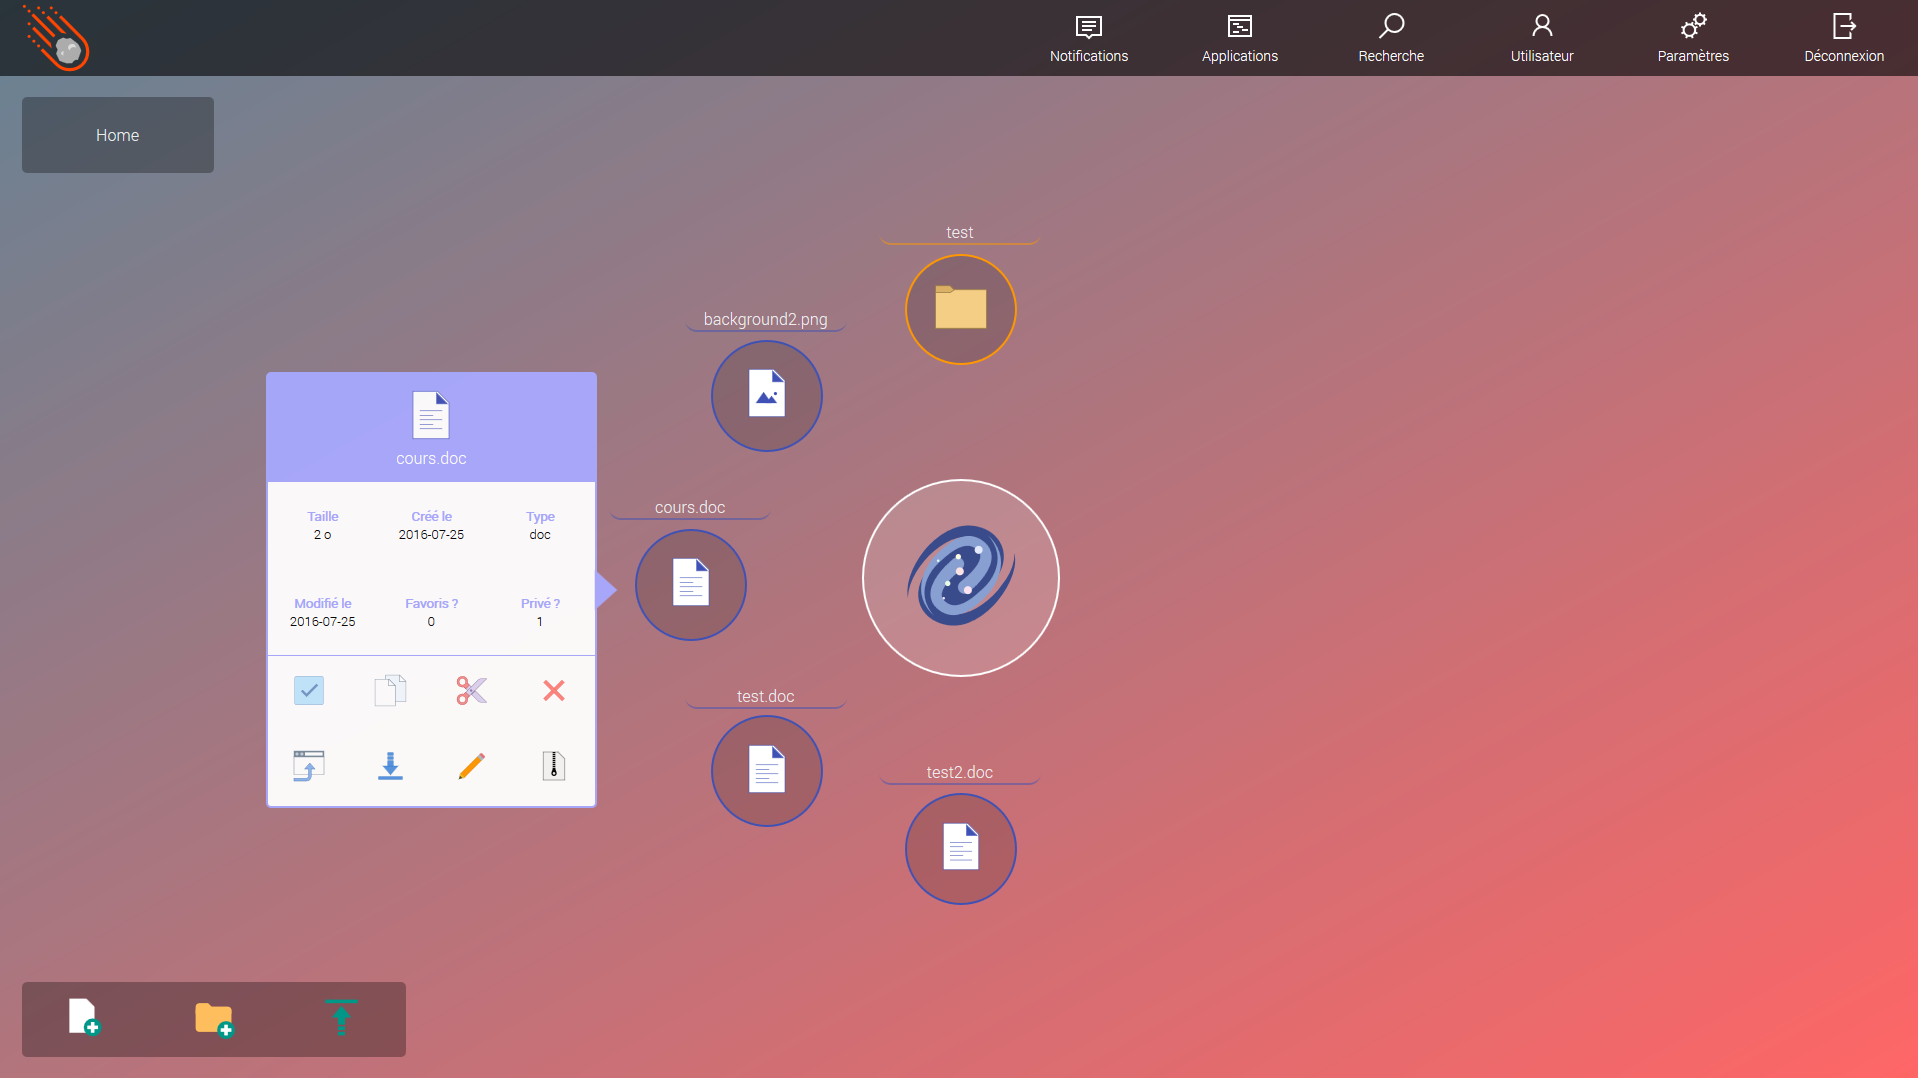 Notifications
Applications
Recherche
Utilisateur
Paramètres
Déconnexion
Home
test
background2.png
cours.doc
cours.doc
Taille
2 o
Créé le
2016-07-25
Type
doc
Modifié le
2016-07-25
Favoris ?
0
Privé ?
1
test.doc
test2.doc